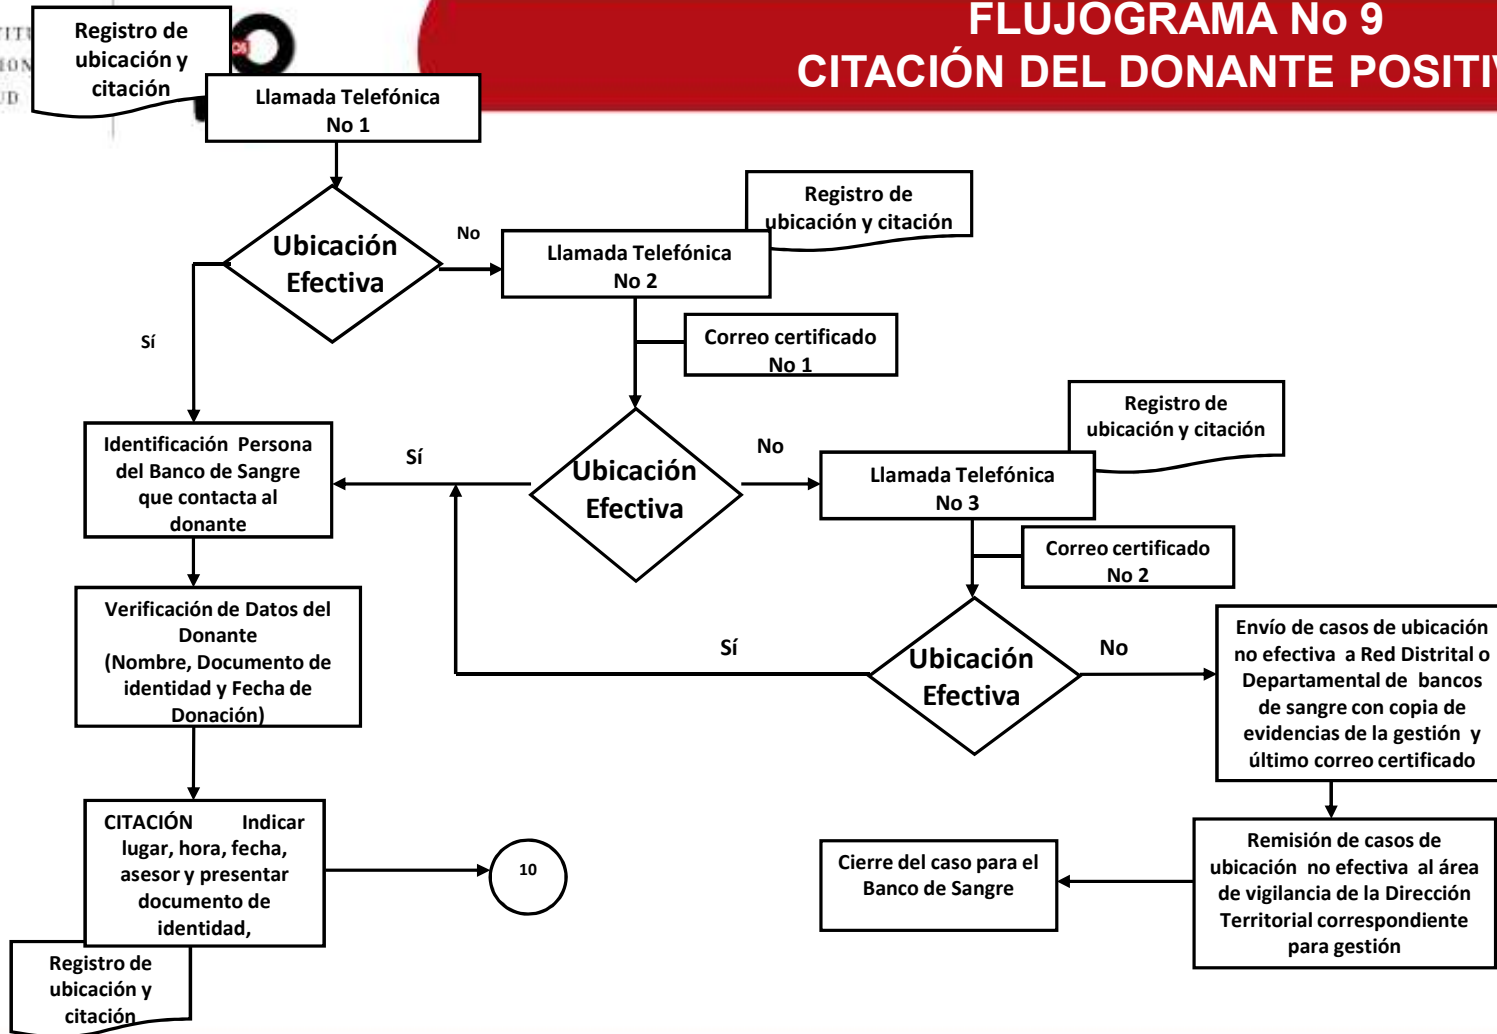 FLUJOGRAMA No 9
CITACIÓN DEL DONANTE
Registro de
ubicación y
citación
Llamada Telefónica
No 1
Ubicación
Efectiva
No
Sí
Registro de
ubicación y citación
Llamada Telefónica
No 2
Correo certificado
No 1
Ubicación
Efectiva
Sí
No
Registro de
ubicación y citación
Llamada Telefónica
No 3
Correo certificado
No 2
Ubicación
Efectiva
Sí
No
Identificación Persona
del Banco de Sangre
que contacta al
donante
Verificación de Datos del
Donante
(Nombre, Documento de
identidad y Fecha de
Donación)
CITACIÓN Indicar
lugar, hora, fecha,
asesor y presentar
documento de
identidad,
Registro de
ubicación y
citación
10
Envío de casos de ubicación
no efectiva a Red Distrital o
Departamental de bancos
de sangre con copia de
evidencias de la gestión y
último correo certificado
Remisión de casos de
ubicación no efectiva al área
de vigilancia de la Dirección
Territorial correspondiente
para gestión
Cierre del caso para el
Banco de Sangre